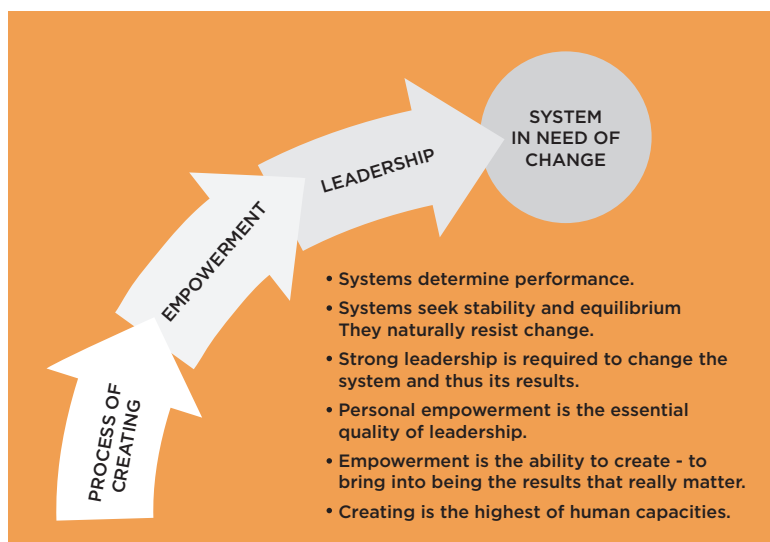 SYSTEM
IN NEED OF
CHANGE
LEADERSHIP
EMPOWERMENT
PROCESS OF
CREATING
• Systems determine performance.
• Systems seek stability and equilibrium
They naturally resist change.
• Strong leadership is required to change the
system and thus its results.
• Personal empowerment is the essential
quality of leadership.
• Empowerment is the ability to create - to
bring into being the results that really matter.
• Creating is the highest of human capacities.